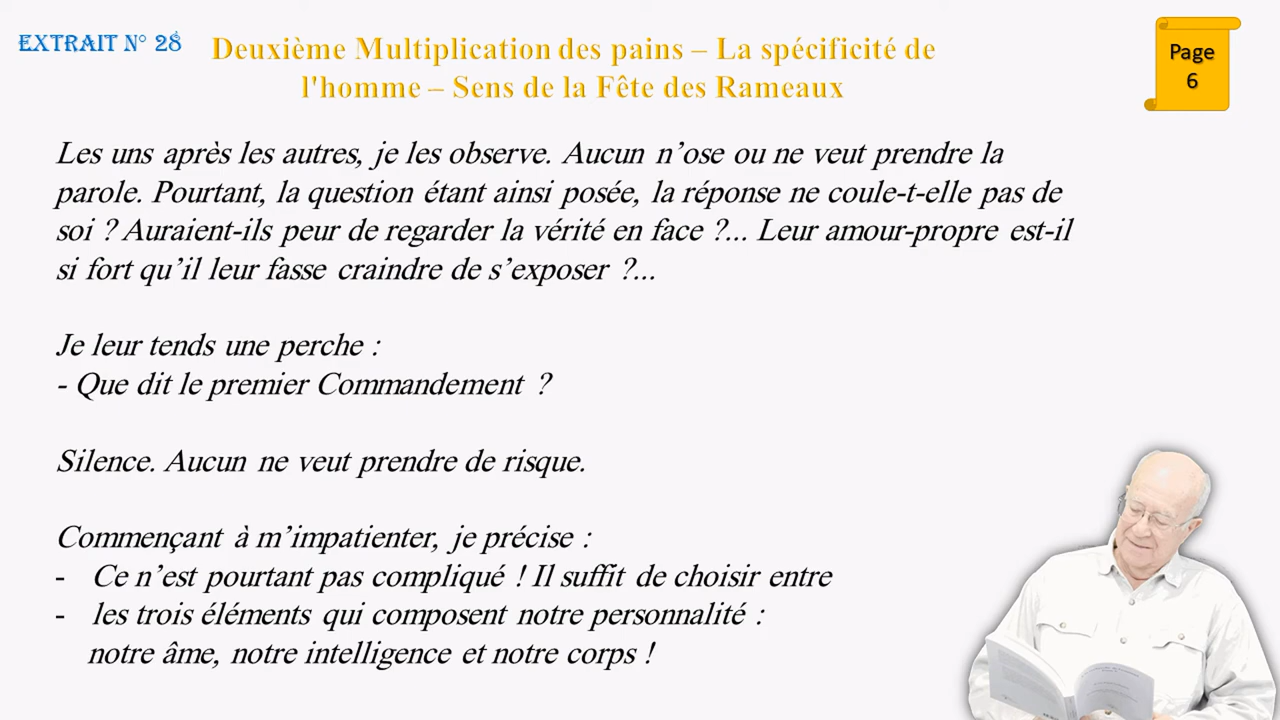 EXTRAIT N° 28
Deuxième Multiplication des pains – La spécificité de
l'homme – Sens de la Fête des Rameaux
Page
6
Les uns après les autres, je les observe. Aucun n’ose ou ne veut prendre la
parole. Pourtant, la question étant ainsi posée, la réponse ne coule-t-elle pas de
soi ? Auraient-ils peur de regarder la vérité en face ?... Leur amour-propre est-il
si fort qu’il leur fasse craindre de s’exposer ?...
Je leur tends une perche :
- Que dit le premier Commandement ?
Silence. Aucun ne veut prendre de risque.
Commençant à m’impatienter, je précise :
- Ce n’est pourtant pas compliqué ! Il suffit de choisir entre
- les trois éléments qui composent notre personnalité :
notre âme, notre intelligence et notre corps !